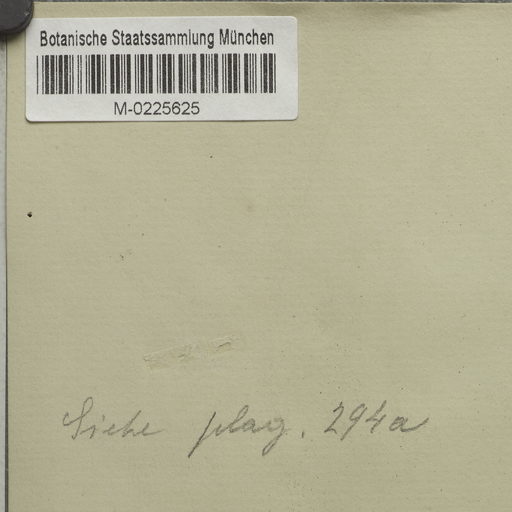 Botanische Staatssammlung München
M-0225625
Siehe plag. 294a